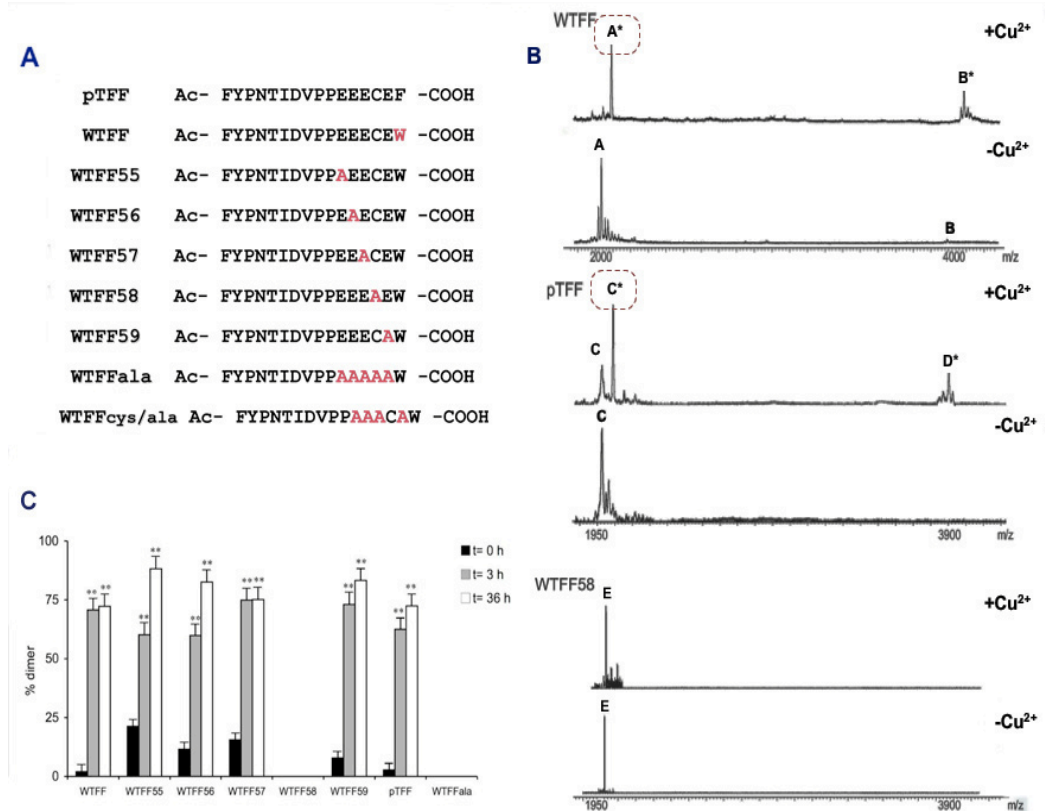 A
pTFF Ac- FYPNTIDVPPEEECEF -COOH
WTFF Ac- FYPNTIDVPPEEECEW -COOH
WTFF55 Ac- FYPNTIDVPPAEECEW -COOH
WTFF56 Ac- FYPNTIDVPPEAECEW -COOH
WTFF57 Ac- FYPNTIDVPPEEACEW -COOH
WTFF58 Ac- FYPNTIDVPPEEEAEW -COOH
WTFF59 Ac- FYPNTIDVPPEEECAW -COOH
WTFFala Ac- FYPNTIDVPPAAAAAW -COOH
WTFFcys/ala Ac- FYPNTIDVPPAAACAW -COOH
B
WTFF
A*
+Cu²⁺
B*
A
-Cu²⁺
B
2000 4000 m/z
pTFF
C*
+Cu²⁺
C
D*
C
-Cu²⁺
1950 3900 m/z
WTFF58
E
+Cu²⁺
E
-Cu²⁺
1950 3900 m/z
C
% dimer
100
75
50
25
0
t= 0 h
t= 3 h
t= 36 h
** ** ** ** ** ** ** ** ** ** ** **
WTFF WTFF55 WTFF56 WTFF57 WTFF58 WTFF59 pTFF WTFFala